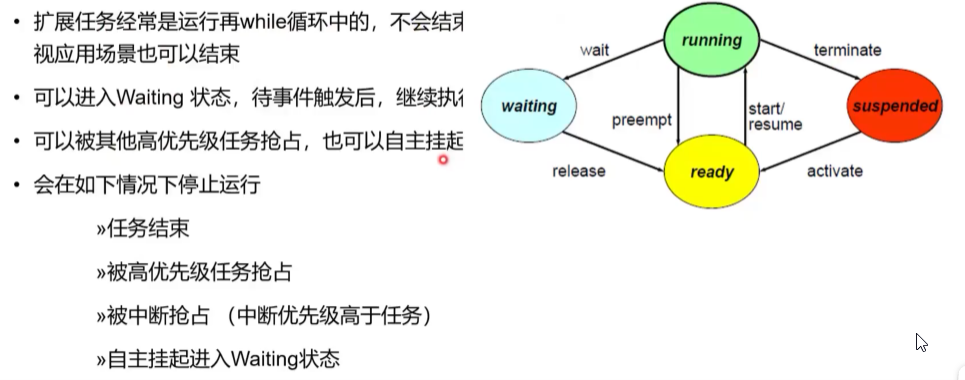 • 扩展任务经常是运行再while循环中的，不会结束
视应用场景也可以结束
• 可以进入Waiting 状态，待事件触发后，继续执行
• 可以被其他高优先级任务抢占，也可以自主挂起
• 会在如下情况下停止运行
»任务结束
»被高优先级任务抢占
»被中断抢占 （中断优先级高于任务）
»自主挂起进入Waiting状态
running
wait
terminate
waiting
suspended
preempt
start/
resume
ready
release
activate